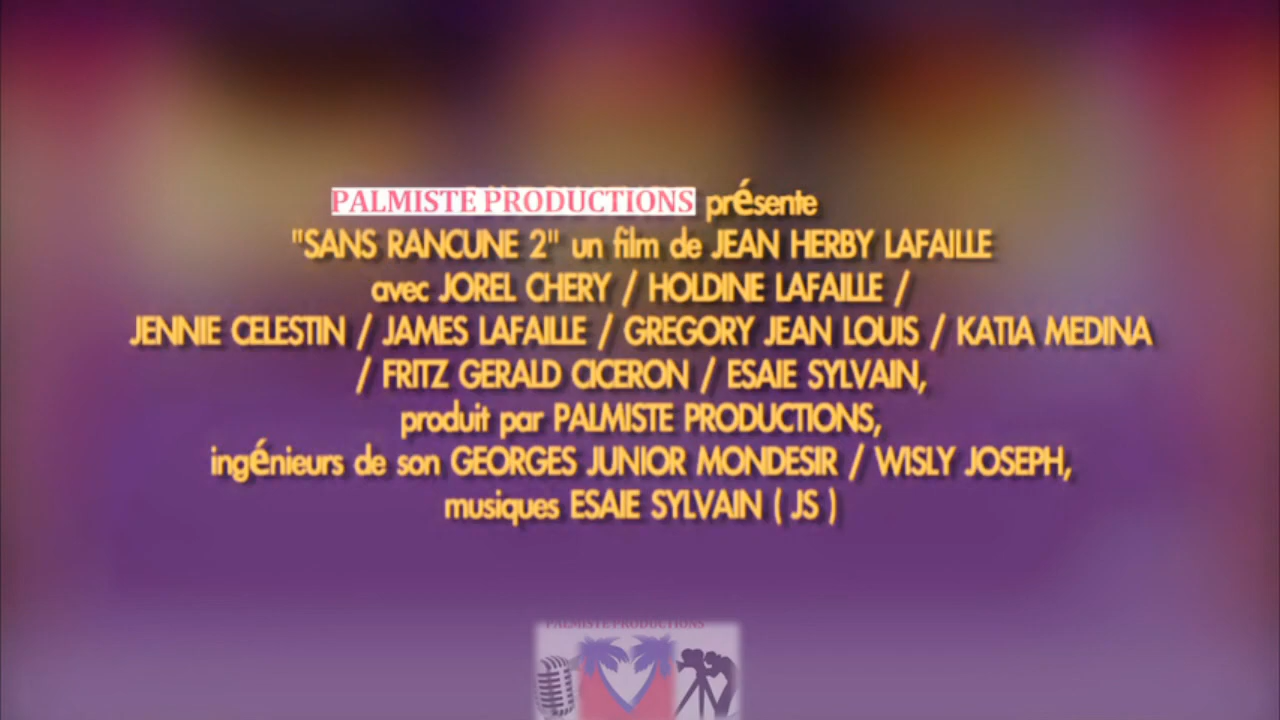 PALMISTE PRODUCTIONS présente
"SANS RANCUNE 2" un film de JEAN HERBY LAFAILLE
avec JOREL CHERY / HOLDINE LAFAILLE /
JENNIE CELESTIN / JAMES LAFAILLE / GREGORY JEAN LOUIS / KATIA MEDINA
/ FRITZ GERALD CICERON / ESAIE SYLVAIN,
produit par PALMISTE PRODUCTIONS,
ingénieurs de son GEORGES JUNIOR MONDESIR / WISLY JOSEPH,
musiques ESAIE SYLVAIN ( JS )
PALMISTE PRODUCTIONS